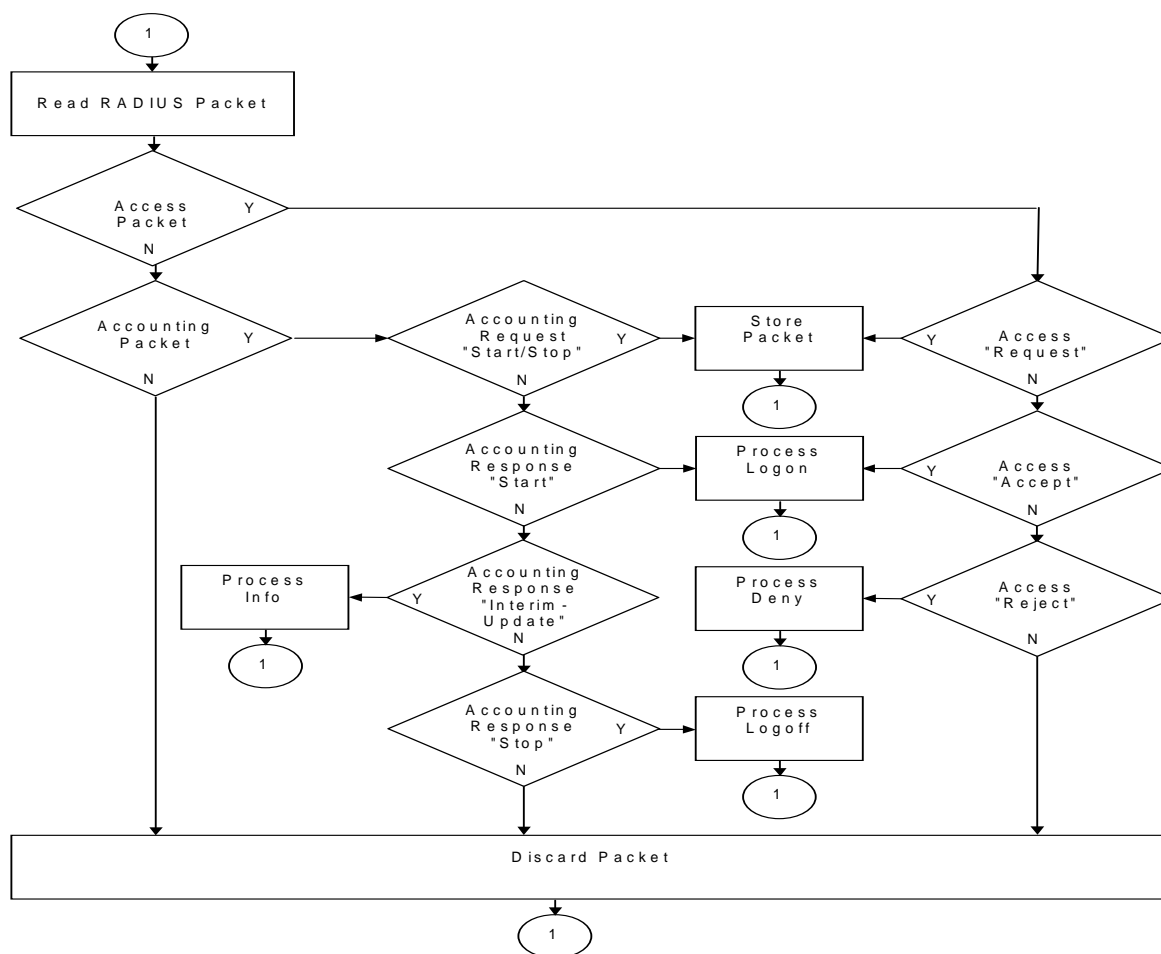 1
Read RADIUS Packet
Access
Packet
Y
N
Accounting
Packet
Y
N
Accounting
Request
"Start/Stop"
Y
N
Store
Packet
1
Y
Access
"Request"
N
Accounting
Response
"Start"
N
Process
Logon
1
Y
Access
"Accept"
N
Process
Info
1
Y
Accounting
Response
"Interim-
Update"
N
Process
Deny
1
Y
Access
"Reject"
N
Accounting
Response
"Stop"
Y
N
Process
Logoff
1
Discard Packet
1